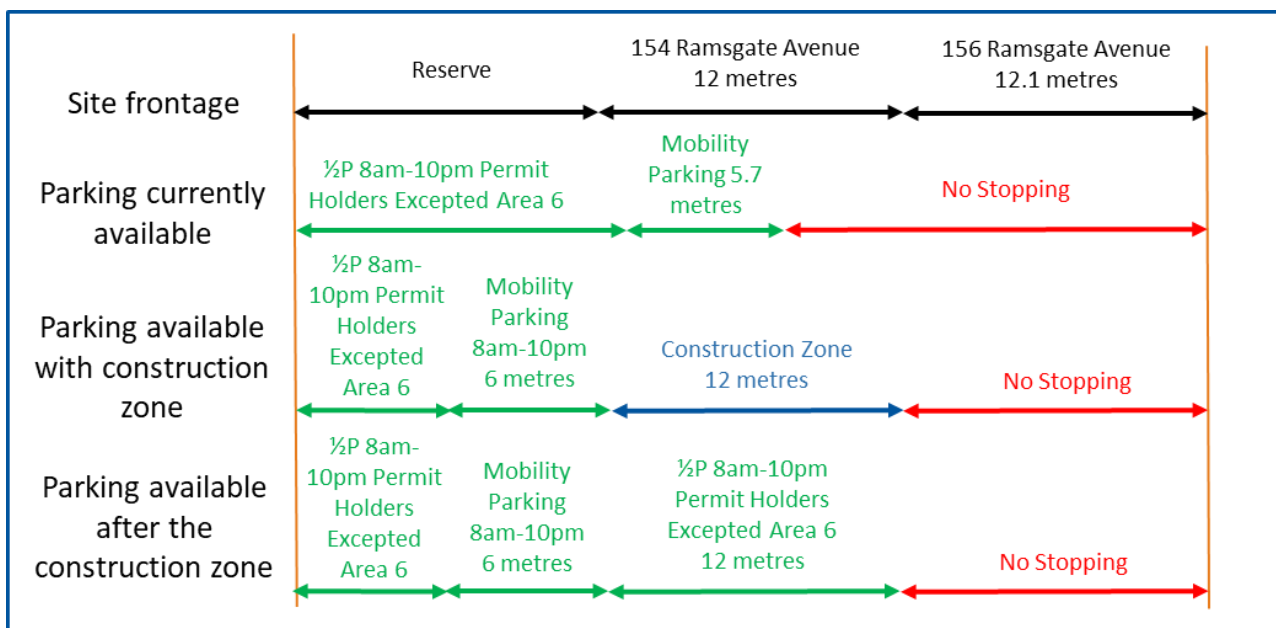 Site frontage
Reserve
154 Ramsgate Avenue
12 metres
156 Ramsgate Avenue
12.1 metres
Parking currently
available
½P 8am-10pm Permit
Holders Excepted Area 6
Mobility
Parking 5.7
metres
No Stopping
Parking available
with construction
zone
½P 8am-
10pm Permit
Holders
Excepted
Area 6
Mobility
Parking
8am-10pm
6 metres
Construction Zone
12 metres
No Stopping
Parking available
after the
construction zone
½P 8am-
10pm Permit
Holders
Excepted
Area 6
Mobility
Parking
8am-10pm
6 metres
½P 8am-10pm
Permit Holders
Excepted Area 6
12 metres
No Stopping